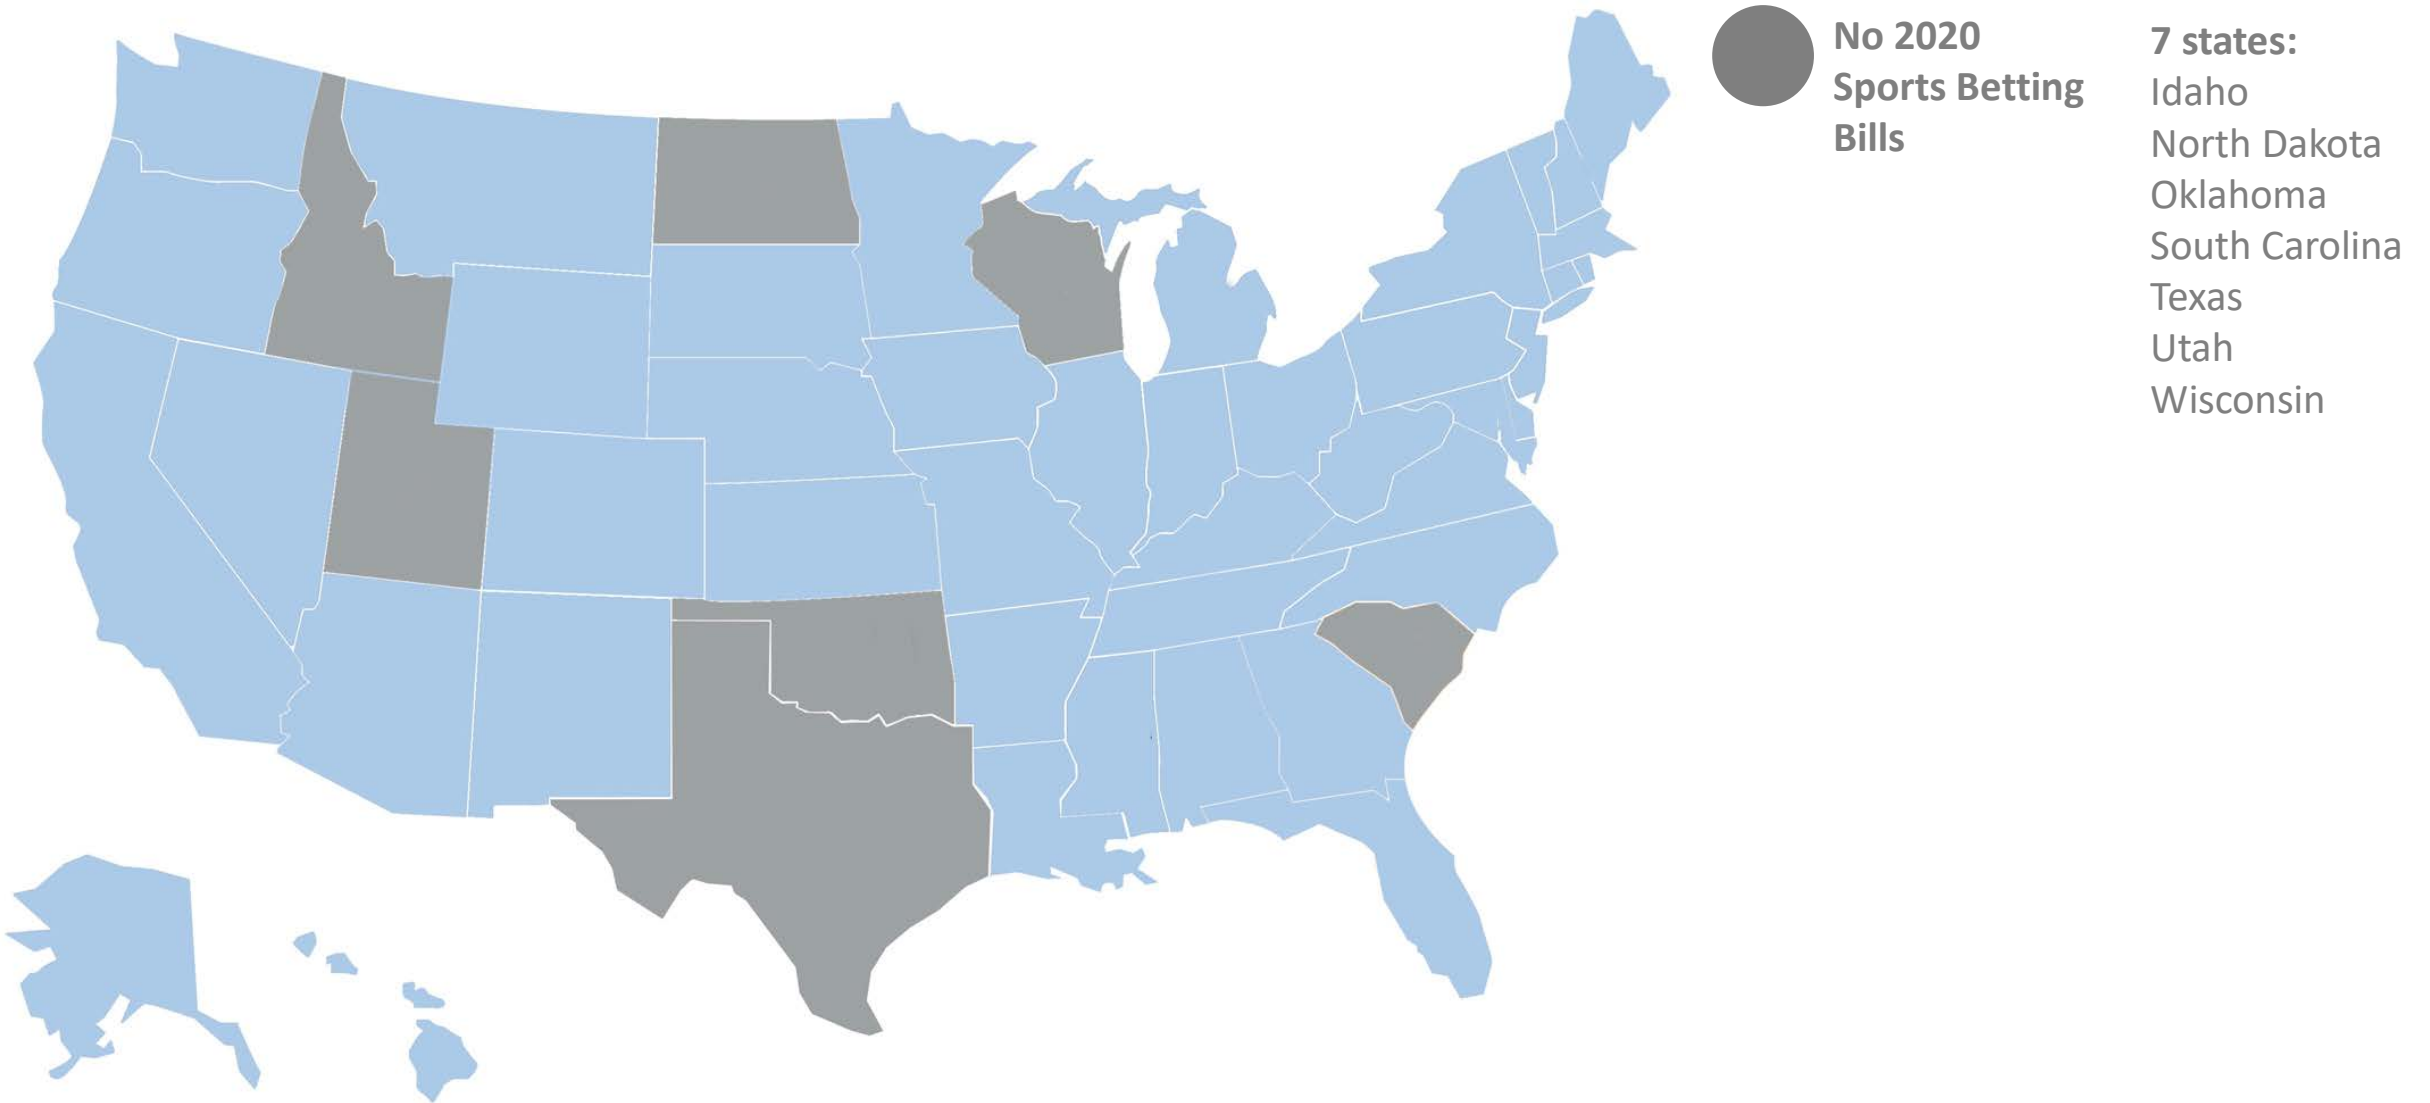 No 2020
Sports Betting
Bills
7 states:
Idaho
North Dakota
Oklahoma
South Carolina
Texas
Utah
Wisconsin